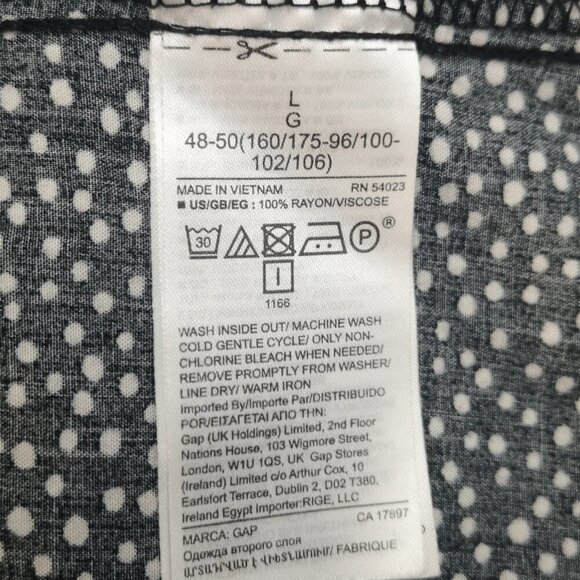 L
G
48-50(160/175-96/100-
102/106)
MADE IN VIETNAM RN 54023
■ US/GB/EG : 100% RAYON/VISCOSE
30 P ®
I
1166
WASH INSIDE OUT/ MACHINE WASH
COLD GENTLE CYCLE/ ONLY NON-
CHLORINE BLEACH WHEN NEEDED/
REMOVE PROMPTLY FROM WASHER/
LINE DRY/ WARM IRON
Imported By/Importe Par/DISTRIBUIDO
POR/ΕΙΣΑΓΕΤΑΙ ΑΠΟ ΤΗΝ:
Gap (UK Holdings) Limited, 2nd Floor
Nations House, 103 Wigmore Street,
London, W1U 1QS, UK Gap Stores
(Ireland) Limited c/o Arthur Cox, 10
Earlsfort Terrace, Dublin 2, D02 T380,
Ireland Egypt Importer:RIGE, LLC
MARCA: GAP CA 17897
Одежда второго слоя
ԱՐՏԱԴՐՎԱԾ Է ՎԻԵՏՆԱՄՈՒՄ/ FABRIQUE